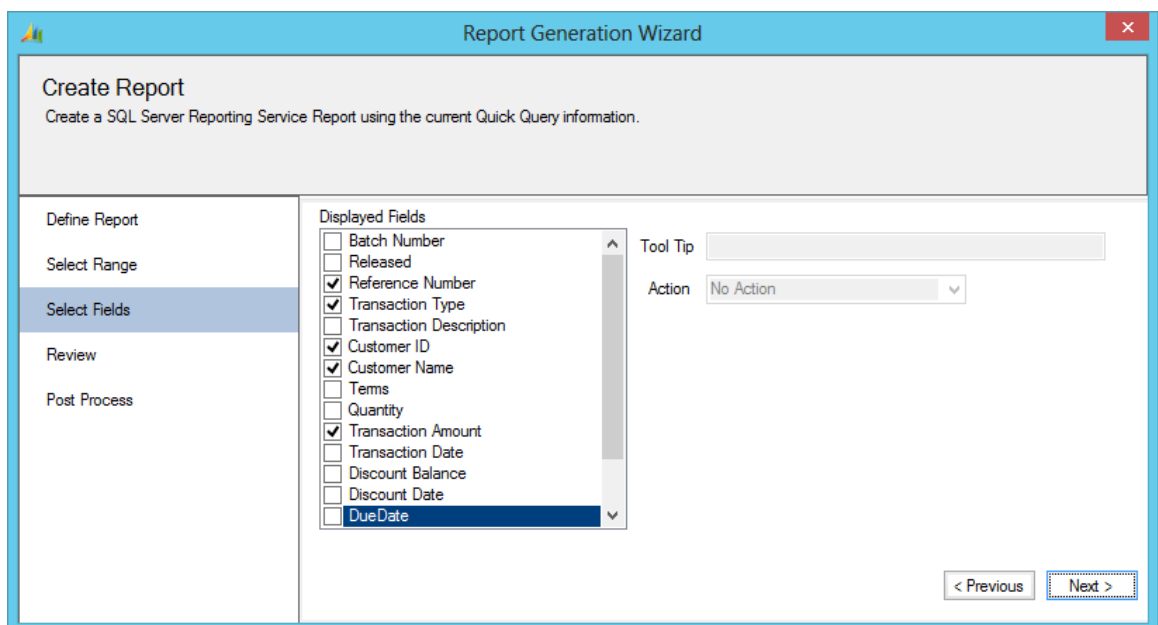 Report Generation Wizard
Create Report
Create a SQL Server Reporting Service Report using the current Quick Query information.
Define Report
Select Range
Select Fields
Review
Post Process
Displayed Fields
Batch Number
Released
Reference Number
Transaction Type
Transaction Description
Customer ID
Customer Name
Terms
Quantity
Transaction Amount
Transaction Date
Discount Balance
Discount Date
DueDate
Tool Tip
Action No Action
< Previous Next >